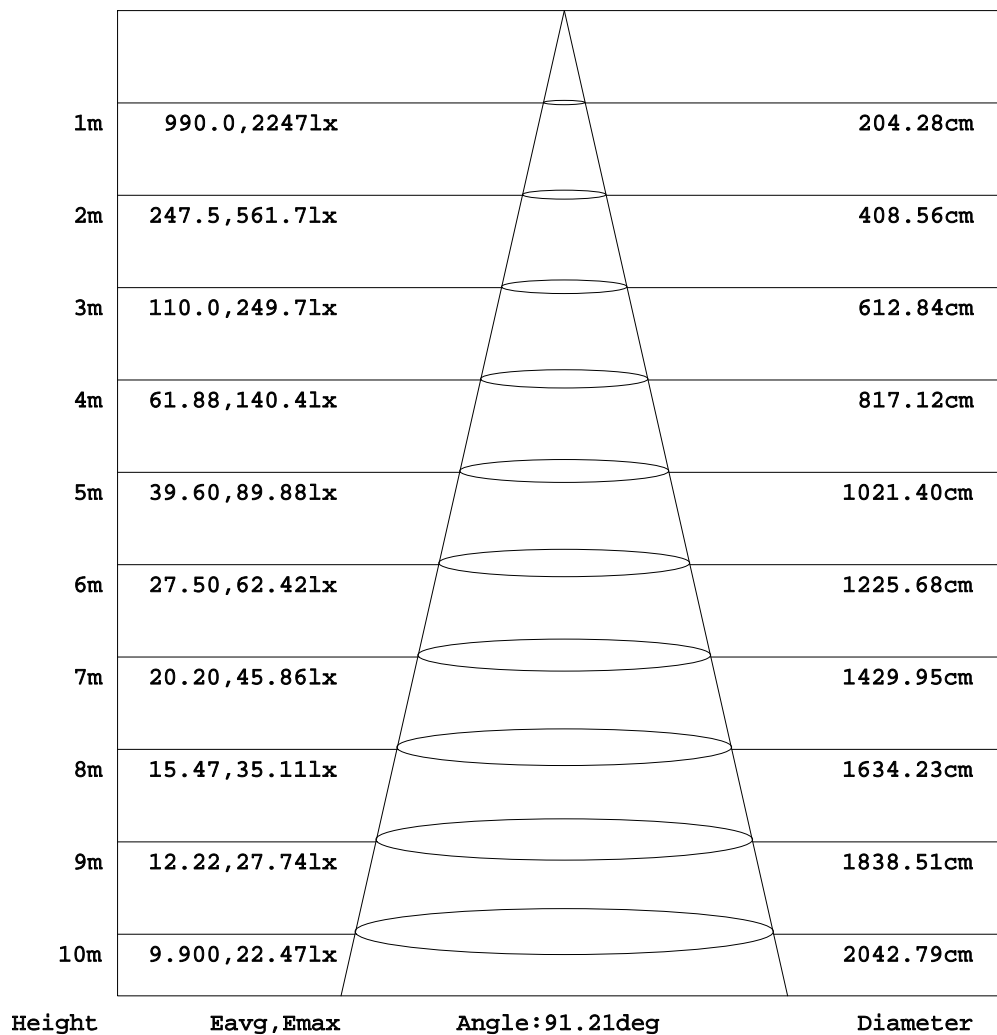 1m 990.0,2247lx 204.28cm
2m 247.5,561.7lx 408.56cm
3m 110.0,249.7lx 612.84cm
4m 61.88,140.4lx 817.12cm
5m 39.60,89.88lx 1021.40cm
6m 27.50,62.42lx 1225.68cm
7m 20.20,45.86lx 1429.95cm
8m 15.47,35.11lx 1634.23cm
9m 12.22,27.74lx 1838.51cm
10m 9.900,22.47lx 2042.79cm
Height Eavg,Emax Angle:91.21deg Diameter